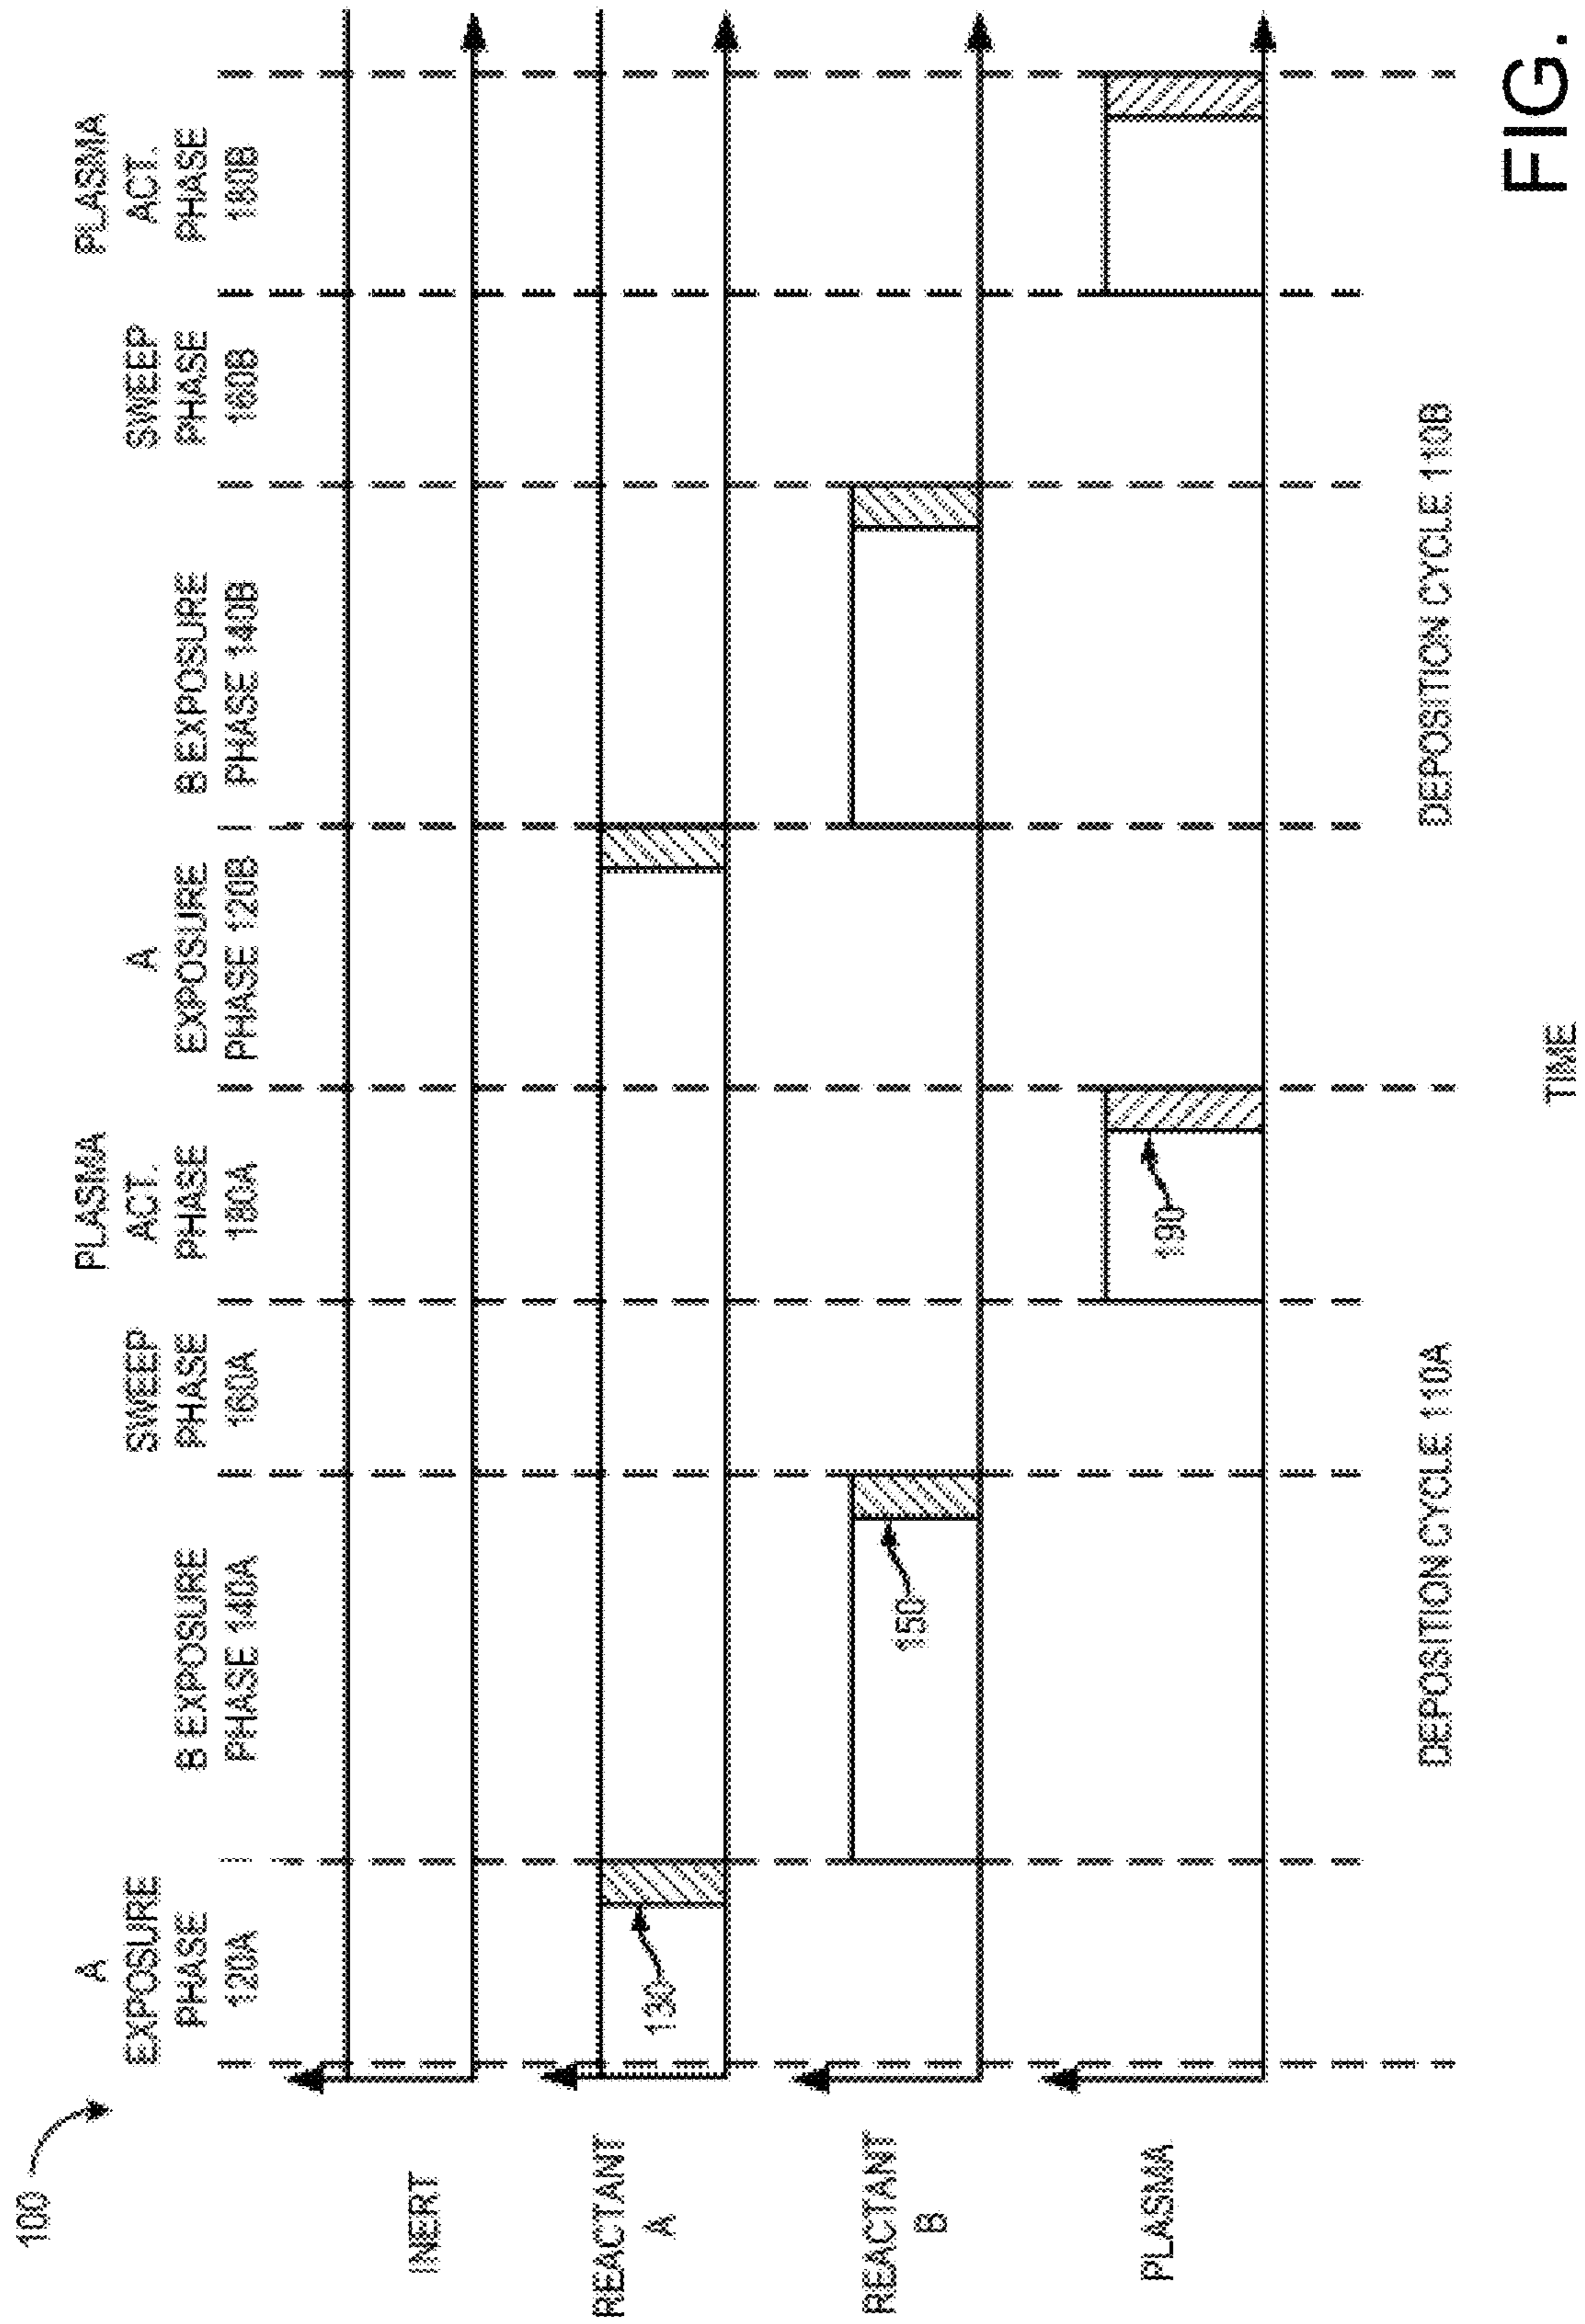 100
A
EXPOSURE
PHASE
120A
B EXPOSURE
PHASE 140A
SWEEP
PHASE
160A
PLASMA
ACT.
PHASE
180A
A
EXPOSURE
PHASE 120B
B EXPOSURE
PHASE 140B
SWEEP
PHASE
160B
PLASMA
ACT.
PHASE
180B
INERT
REACTANT
A
130
REACTANT
B
150
PLASMA
190
DEPOSITION CYCLE 110A
DEPOSITION CYCLE 110B
TIME
FIG.